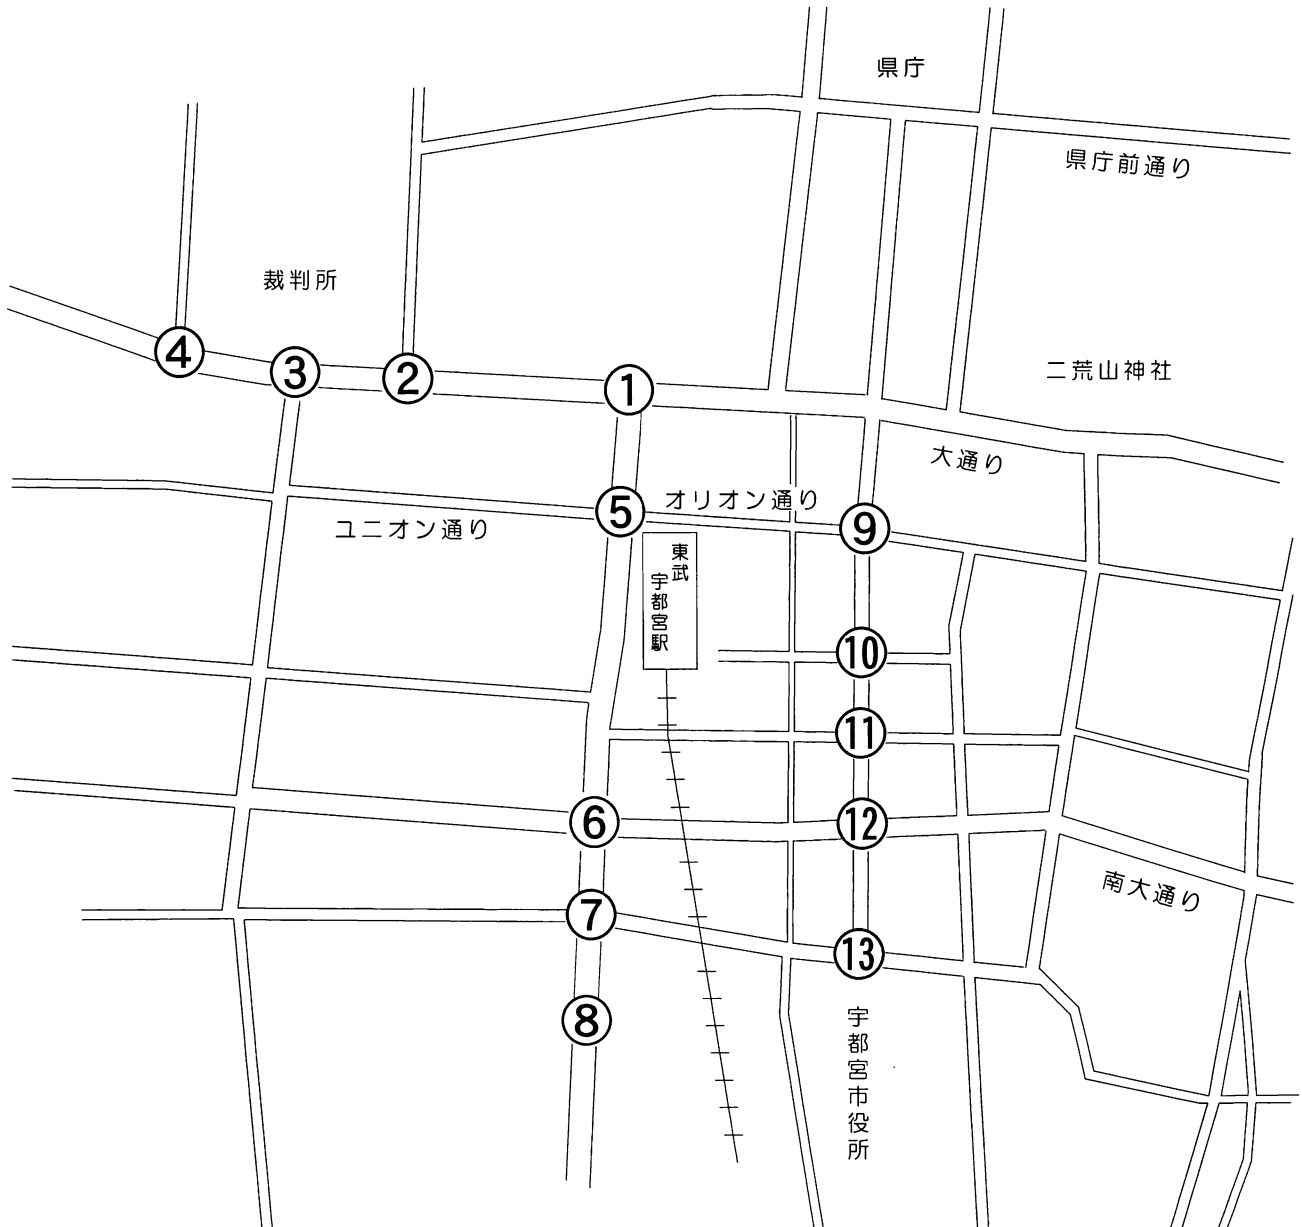 県庁
県庁前通り
裁判所
二荒山神社
④
③
②
①
大通り
オリオン通り
ユニオン通り
⑤
⑨
東武
宇都宮駅
⑩
⑪
⑥
⑫
南大通り
⑦
⑬
⑧
宇都宮市役所